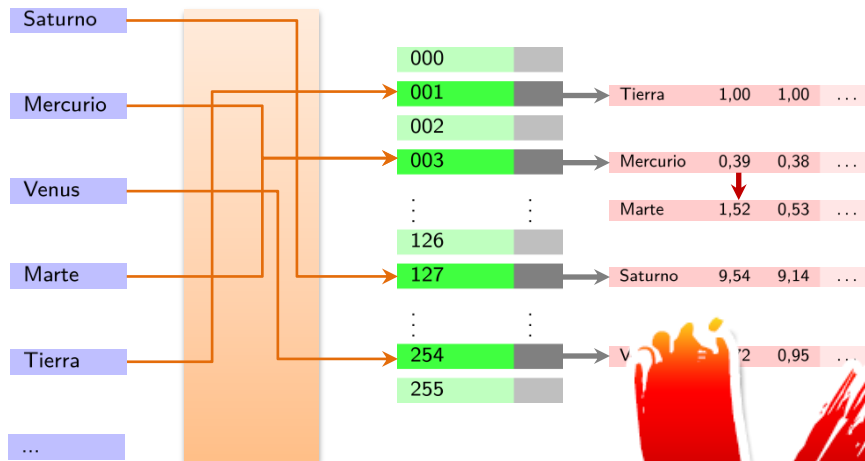 Saturno
Mercurio
Venus
Marte
Tierra
...
000
001
002
003
126
127
254
255
Tierra 1,00 1,00 ...
Mercurio 0,39 0,38 ...
Marte 1,52 0,53 ...
Saturno 9,54 9,14 ...
0,95 ...